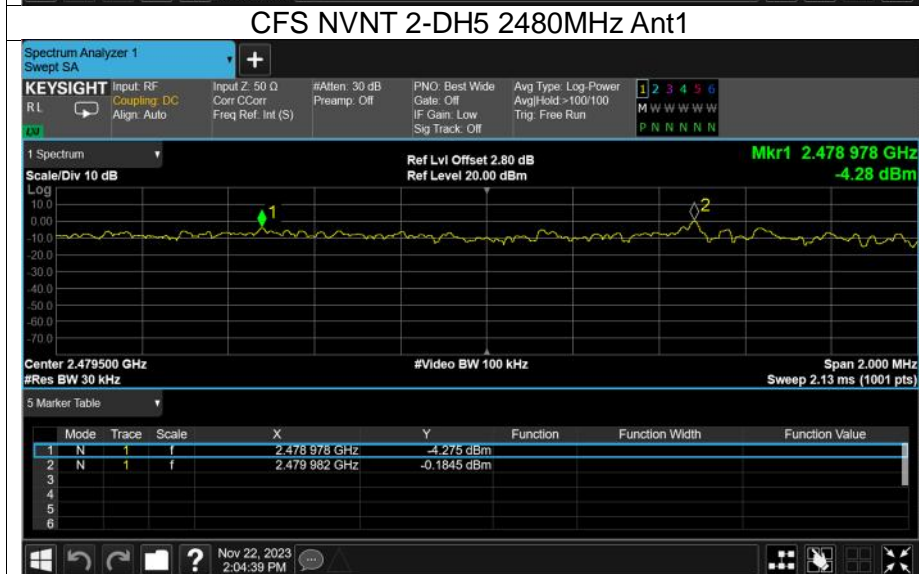 CFS NVNT 2-DH5 2480MHz Ant1
Spectrum Analyzer 1
Swept SA
+
KEYSIGHT Input: RF Input Z: 50 Ω #Atten: 30 dB PNO: Best Wide Avg Type: Log-Power 1 2 3 4 5 6
R L Coupling: DC Corr CCorr Preamp: Off Gate: Off Avg|Hold:>100/100 M W W W W W
Align: Auto Freq Ref: Int (S) IF Gain: Low Trig: Free Run
Sig Track: Off P N N N N N
1 Spectrum Ref Lvl Offset 2.80 dB Mkr1 2.478 978 GHz
Scale/Div 10 dB Ref Level 20.00 dBm -4.28 dBm
Log
10.0
0.00
-10.0
-20.0
-30.0
-40.0
-50.0
-60.0
-70.0
1
2
Center 2.479500 GHz #Video BW 100 kHz Span 2.000 MHz
#Res BW 30 kHz Sweep 2.13 ms (1001 pts)
5 Marker Table
Mode Trace Scale X Y Function Function Width Function Value
1 N 1 f 2.478 978 GHz -4.275 dBm
2 N 1 f 2.479 982 GHz -0.1845 dBm
3
4
5
6
? Nov 22, 2023
2:04:39 PM